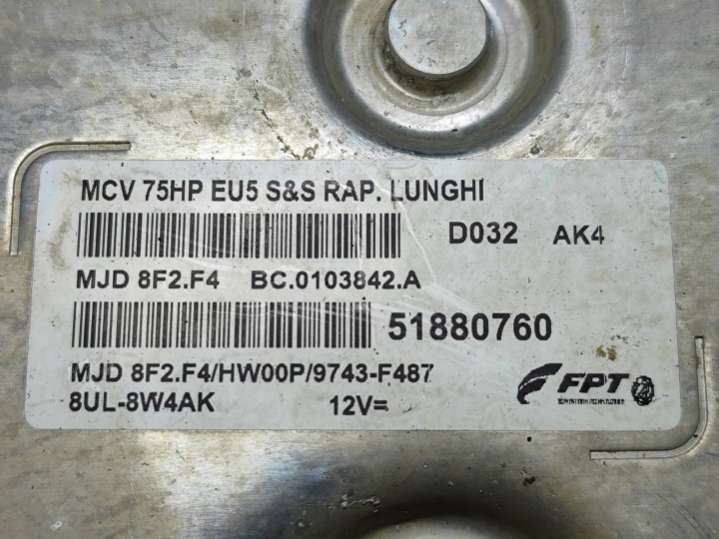 MCV 75HP EU5 S&S RAP. LUNGHI
D032 AK4
MJD 8F2.F4 BC.0103842.A
51880760
MJD 8F2.F4/HW00P/9743-F487
8UL-8W4AK 12V=
FPT